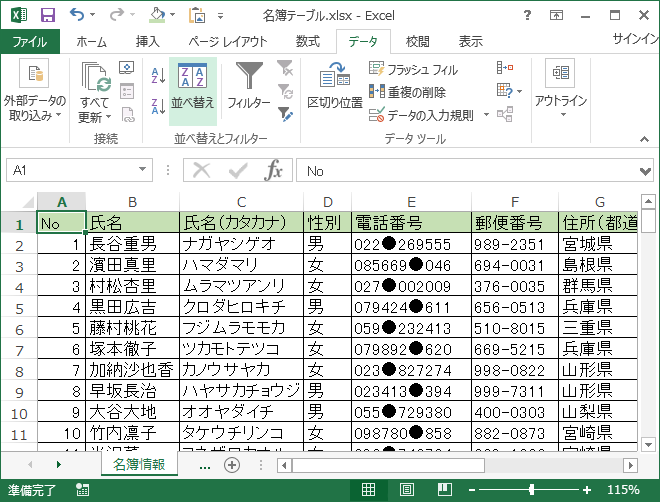 名簿テーブル.xlsx - Excel
ファイル ホーム 挿入 ページ レイアウト 数式 データ 校閲 表示 サインイン
外部データの取り込み
すべて更新
並べ替え
フィルター
区切り位置
フラッシュ フィル
重複の削除
データの入力規則
アウトライン
接続 並べ替えとフィルター データ ツール
A1 fx No
A B C D E F G
1 No 氏名 氏名(カタカナ) 性別 電話番号 郵便番号 住所(都道
2 1 長谷重男 ナガヤシゲオ 男 022●269555 989-2351 宮城県
3 2 濱田真里 ハマダマリ 女 085669●046 694-0031 島根県
4 3 村松杏里 ムラマツアンリ 女 027●002009 376-0035 群馬県
5 4 黒田広吉 クロダヒロキチ 男 079424●611 656-0513 兵庫県
6 5 藤村桃花 フジムラモモカ 女 059●232413 510-8015 三重県
7 6 塚本徹子 ツカモトテツコ 女 079892●620 669-5215 兵庫県
8 7 加納沙也香 カノウサヤカ 女 023●827274 998-0822 山形県
9 8 早坂長治 ハヤサカチョウジ 男 023413●394 999-7311 山形県
10 9 大谷大地 オオヤダイチ 男 055●729380 400-0303 山梨県
11 10 竹内凛子 タケウチリンコ 女 098780●858 882-0873 宮崎県
名簿情報 ...
準備完了 115%